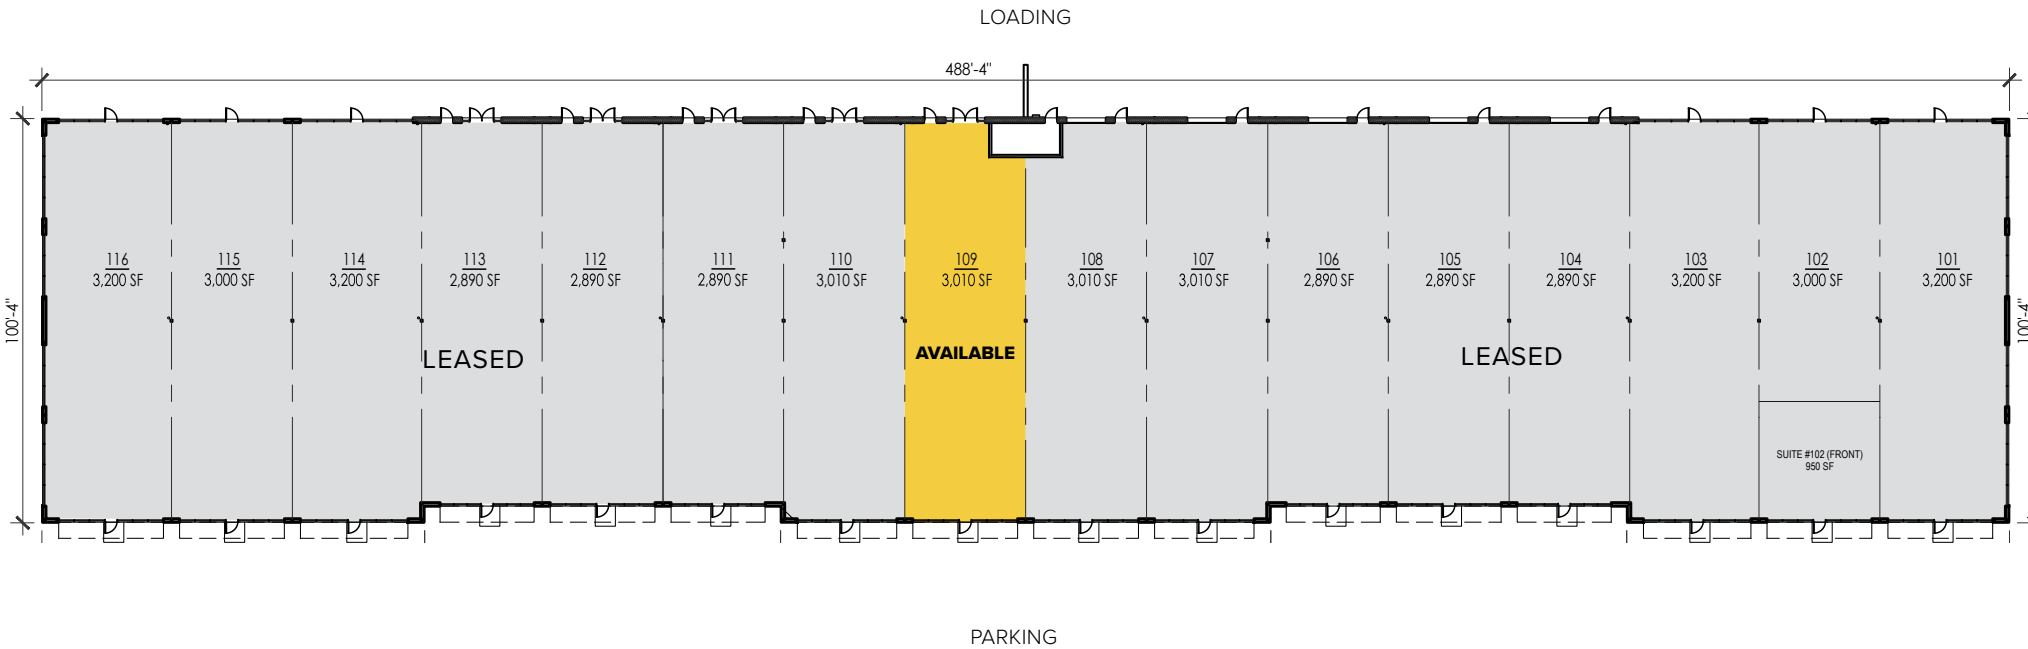 LOADING
488'-4"
116
3,200 SF
115
3,000 SF
114
3,200 SF
113
2,890 SF
112
2,890 SF
111
2,890 SF
110
3,010 SF
109
3,010 SF
108
3,010 SF
107
3,010 SF
106
2,890 SF
105
2,890 SF
104
2,890 SF
103
3,200 SF
102
3,000 SF
101
3,200 SF
100'-4"
100'-4"
LEASED
AVAILABLE
LEASED
SUITE #102 (FRONT)
950 SF
PARKING